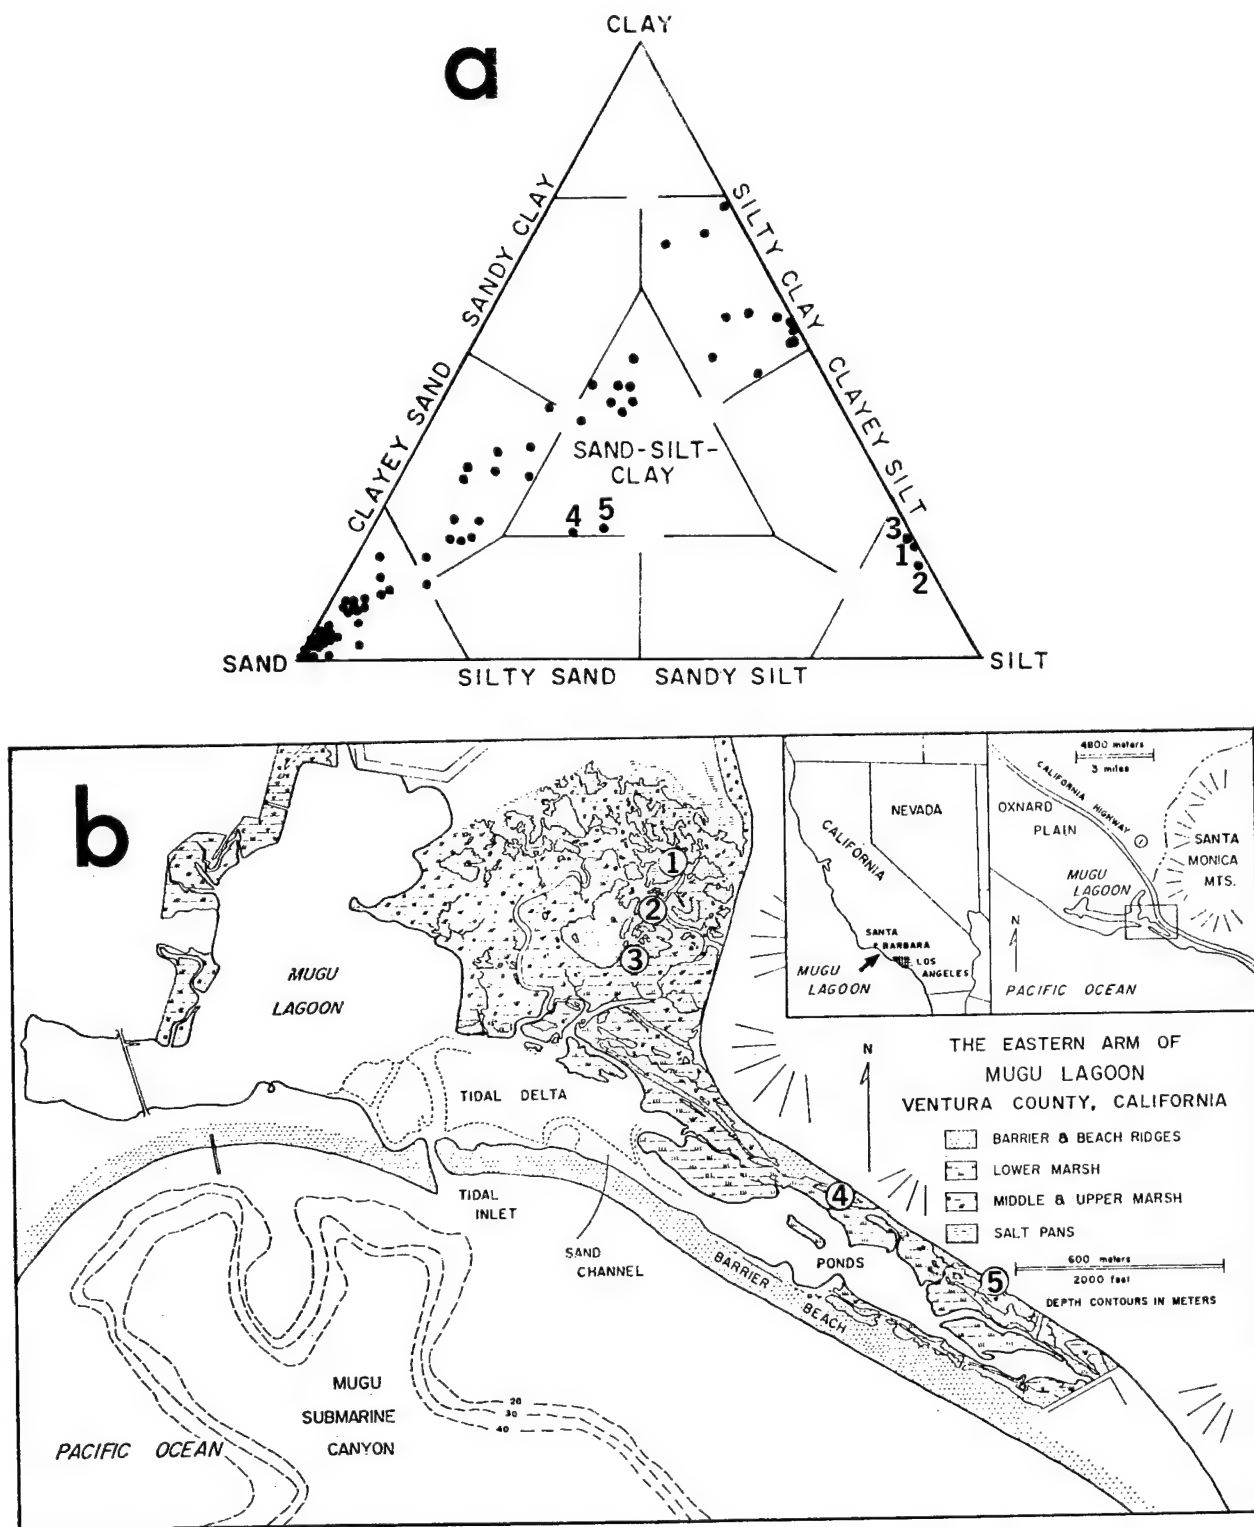 a
CLAY
SANDY CLAY
SILTY CLAY
CLAYEY SAND
CLAYEY SILT
SAND-SILT-
CLAY
4
5
3
1
2
SAND
SILT
SILTY SAND
SANDY SILT
b
MUGU
LAGOON
1
2
3
4
5
TIDAL DELTA
TIDAL
INLET
SAND
CHANNEL
BARRIER
BEACH
PONDS
MUGU
SUBMARINE
CANYON
PACIFIC OCEAN
20
30
40
NEVADA
CALIFORNIA
SANTA
BARBARA
LOS
ANGELES
MUGU
LAGOON
4800 meters
3 miles
CALIFORNIA HIGHWAY
OXNARD
PLAIN
SANTA
MONICA
MTS.
MUGU
LAGOON
N
PACIFIC OCEAN
N
THE EASTERN ARM OF
MUGU LAGOON
VENTURA COUNTY, CALIFORNIA
BARRIER & BEACH RIDGES
LOWER MARSH
MIDDLE & UPPER MARSH
SALT PANS
600 meters
2000 feet
DEPTH CONTOURS IN METERS